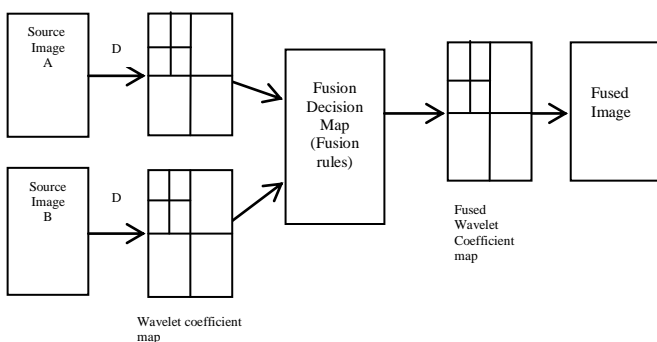 Source
Image
A
D
Fusion
Decision
Map
(Fusion
rules)
Fused
Image
Source
Image
B
D
Fused
Wavelet
Coefficient
map
Wavelet coefficient
map